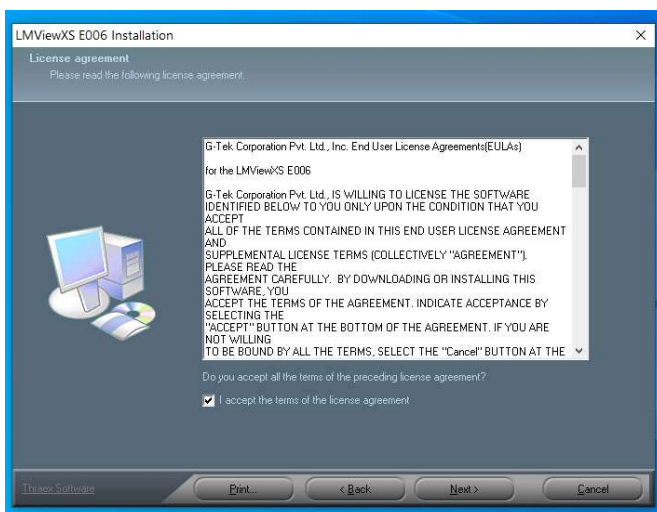 LMViewXS E006 Installation
License agreement
Please read the following license agreement.
G-Tek Corporation Pvt. Ltd., Inc. End User License Agreements(EULAs)
for the LMViewXS E006
G-Tek Corporation Pvt. Ltd., IS WILLING TO LICENSE THE SOFTWARE
IDENTIFIED BELOW TO YOU ONLY UPON THE CONDITION THAT YOU
ACCEPT
ALL OF THE TERMS CONTAINED IN THIS END USER LICENSE AGREEMENT
AND
SUPPLEMENTAL LICENSE TERMS (COLLECTIVELY "AGREEMENT").
PLEASE READ THE
AGREEMENT CAREFULLY. BY DOWNLOADING OR INSTALLING THIS
SOFTWARE, YOU
ACCEPT THE TERMS OF THE AGREEMENT. INDICATE ACCEPTANCE BY
SELECTING THE
"ACCEPT" BUTTON AT THE BOTTOM OF THE AGREEMENT. IF YOU ARE
NOT WILLING
TO BE BOUND BY ALL THE TERMS, SELECT THE "Cancel" BUTTON AT THE
Do you accept all the terms of the preceding license agreement?
I accept the terms of the license agreement
Thraex Software
Print...
< Back
Next >
Cancel